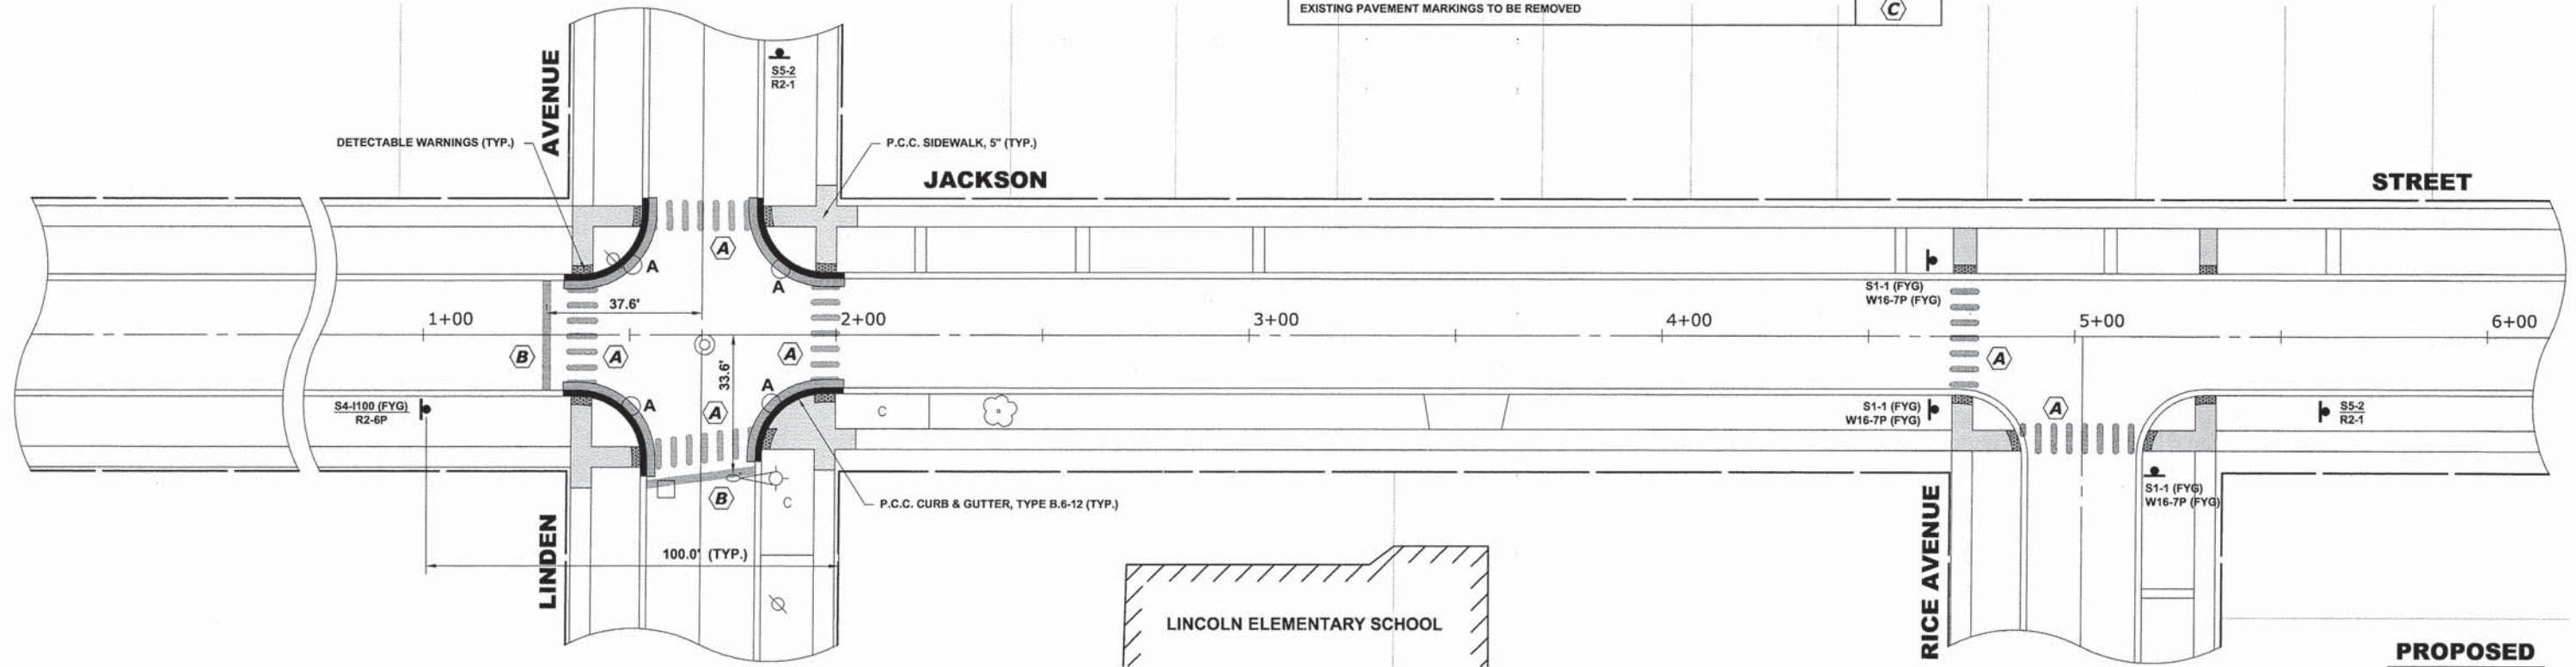 EXISTING PAVEMENT MARKINGS TO BE REMOVED
C
S5-2
R2-1
AVENUE
DETECTABLE WARNINGS (TYP.)
P.C.C. SIDEWALK, 5" (TYP.)
JACKSON
STREET
A
A
A
S1-1 (FYG)
W16-7P (FYG)
37.6'
1+00
2+00
3+00
4+00
5+00
6+00
B
A
A
A
33.6'
A
A
A
A
S4-I100 (FYG)
R2-6P
C
S1-1 (FYG)
W16-7P (FYG)
S5-2
R2-1
B
C
P.C.C. CURB & GUTTER, TYPE B.6-12 (TYP.)
S1-1 (FYG)
W16-7P (FYG)
LINDEN
RICE AVENUE
100.0' (TYP.)
LINCOLN ELEMENTARY SCHOOL
PROPOSED